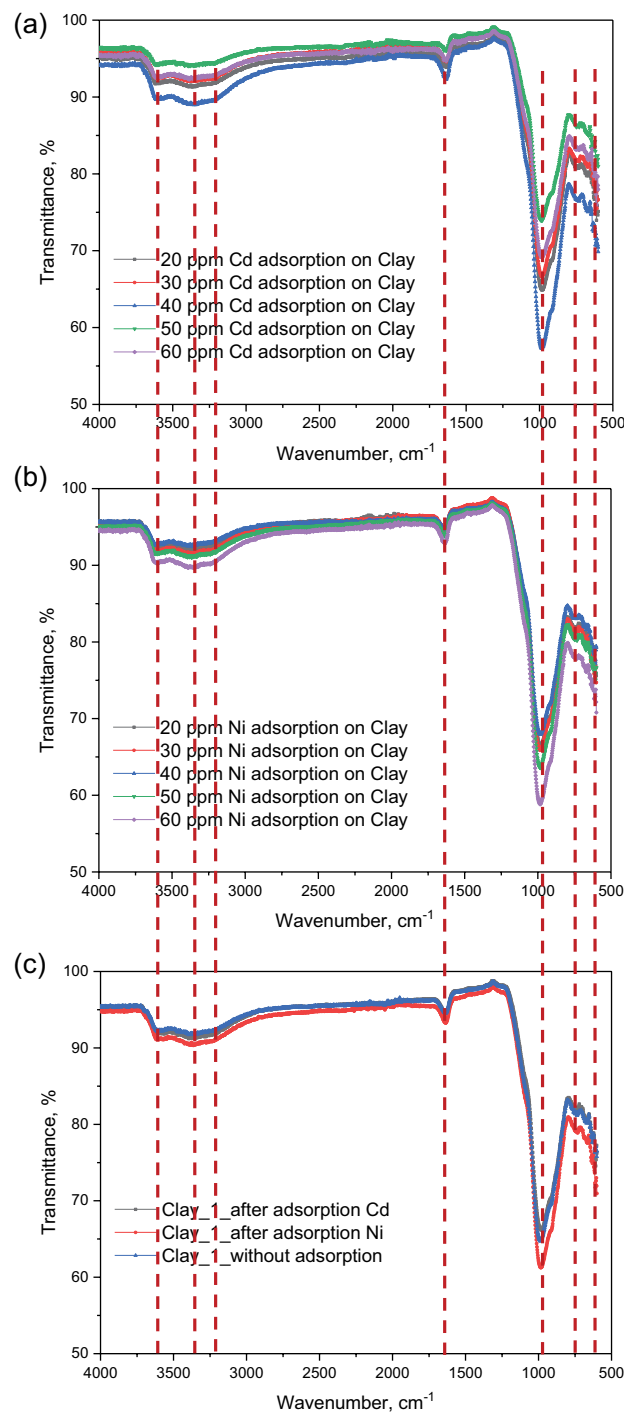 (a)
100
95
90
85
80
75
70
65
60
55
50
Transmittance, %
20 ppm Cd adsorption on Clay
30 ppm Cd adsorption on Clay
40 ppm Cd adsorption on Clay
50 ppm Cd adsorption on Clay
60 ppm Cd adsorption on Clay
4000 3500 3000 2500 2000 1500 1000 500
Wavenumber, cm-1
(b)
100
90
80
70
60
50
Transmittance, %
20 ppm Ni adsorption on Clay
30 ppm Ni adsorption on Clay
40 ppm Ni adsorption on Clay
50 ppm Ni adsorption on Clay
60 ppm Ni adsorption on Clay
4000 3500 3000 2500 2000 1500 1000 500
Wavenumber, cm-1
(c)
100
90
80
70
60
50
Transmittance, %
Clay_1_after adsorption Cd
Clay_1_after adsorption Ni
Clay_1_without adsorption
4000 3500 3000 2500 2000 1500 1000 500
Wavenumber, cm-1